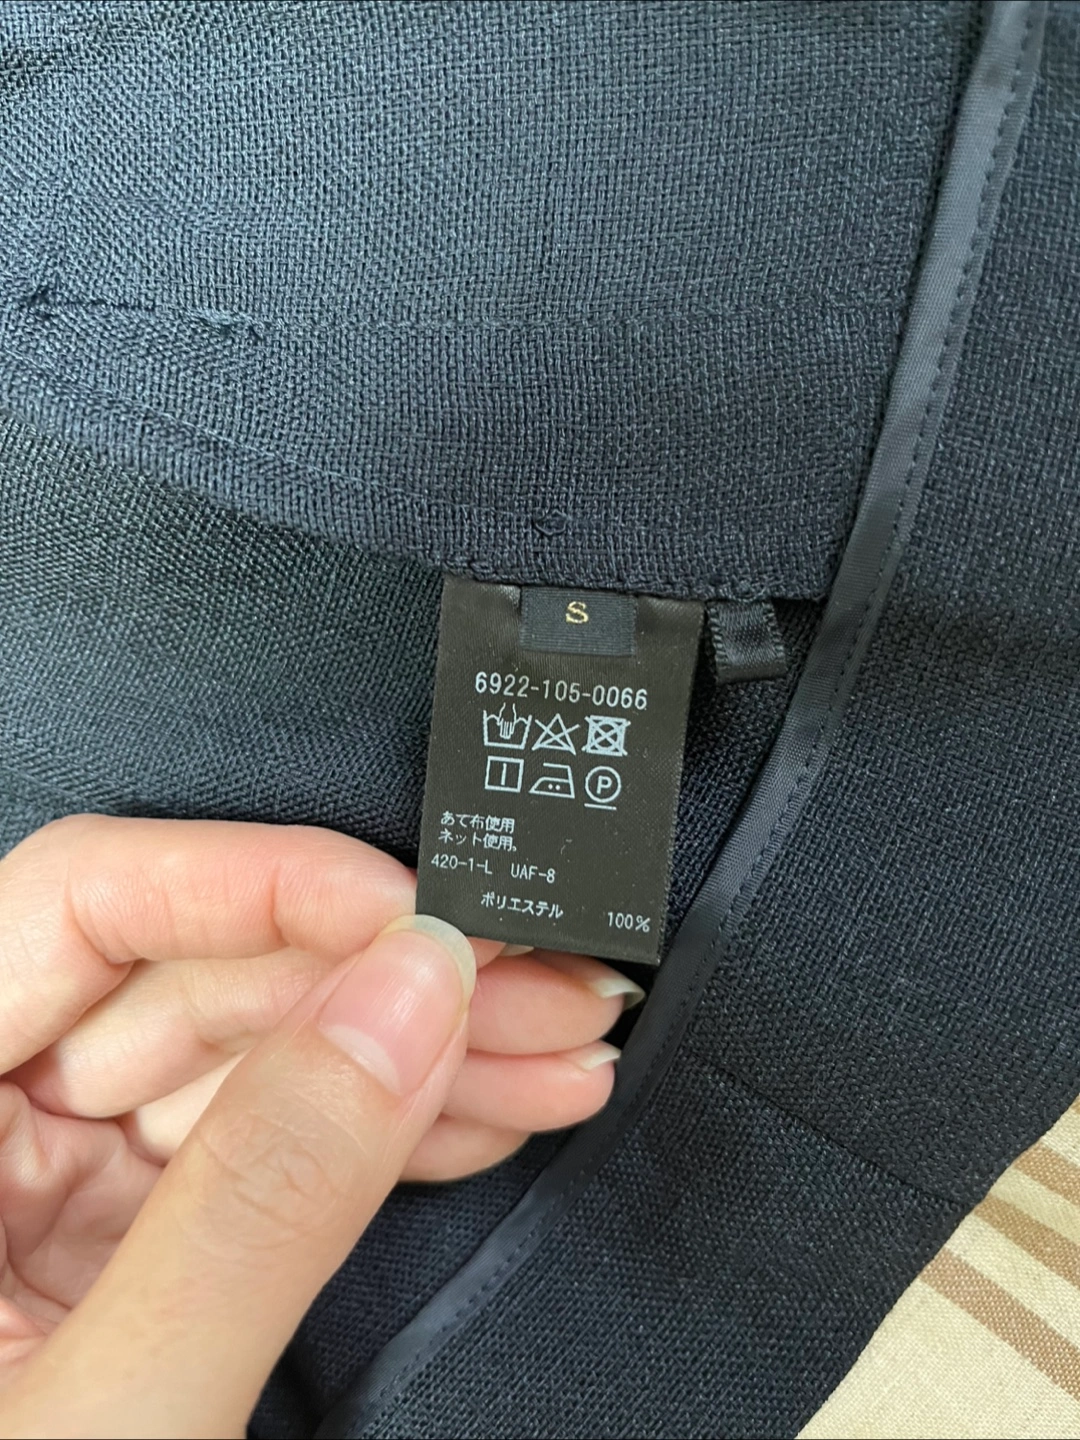 S
6922-105-0066
P
あて布使用
ネット使用。
420-1-L UAF-8
ポリエステル 100%